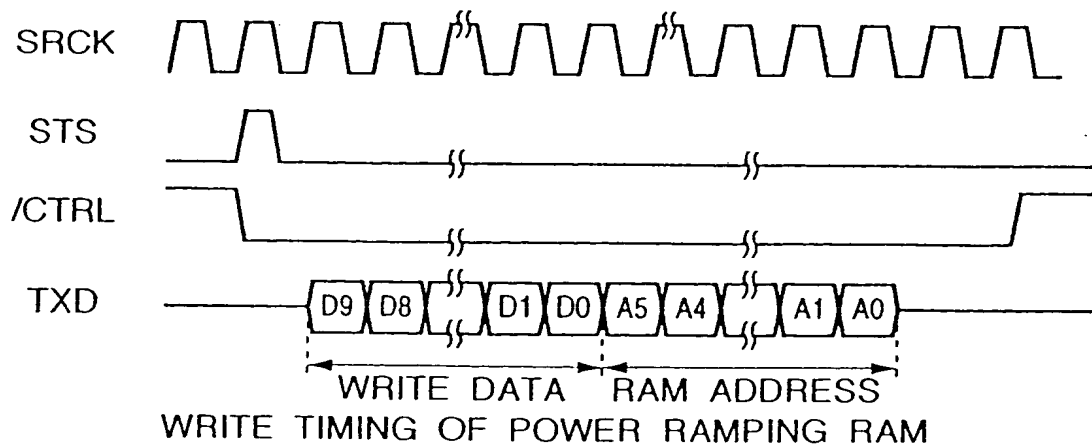 SRCK
STS
/CTRL
TXD D9 D8 D1 D0 A5 A4 A1 A0
WRITE DATA RAM ADDRESS
WRITE TIMING OF POWER RAMPING RAM